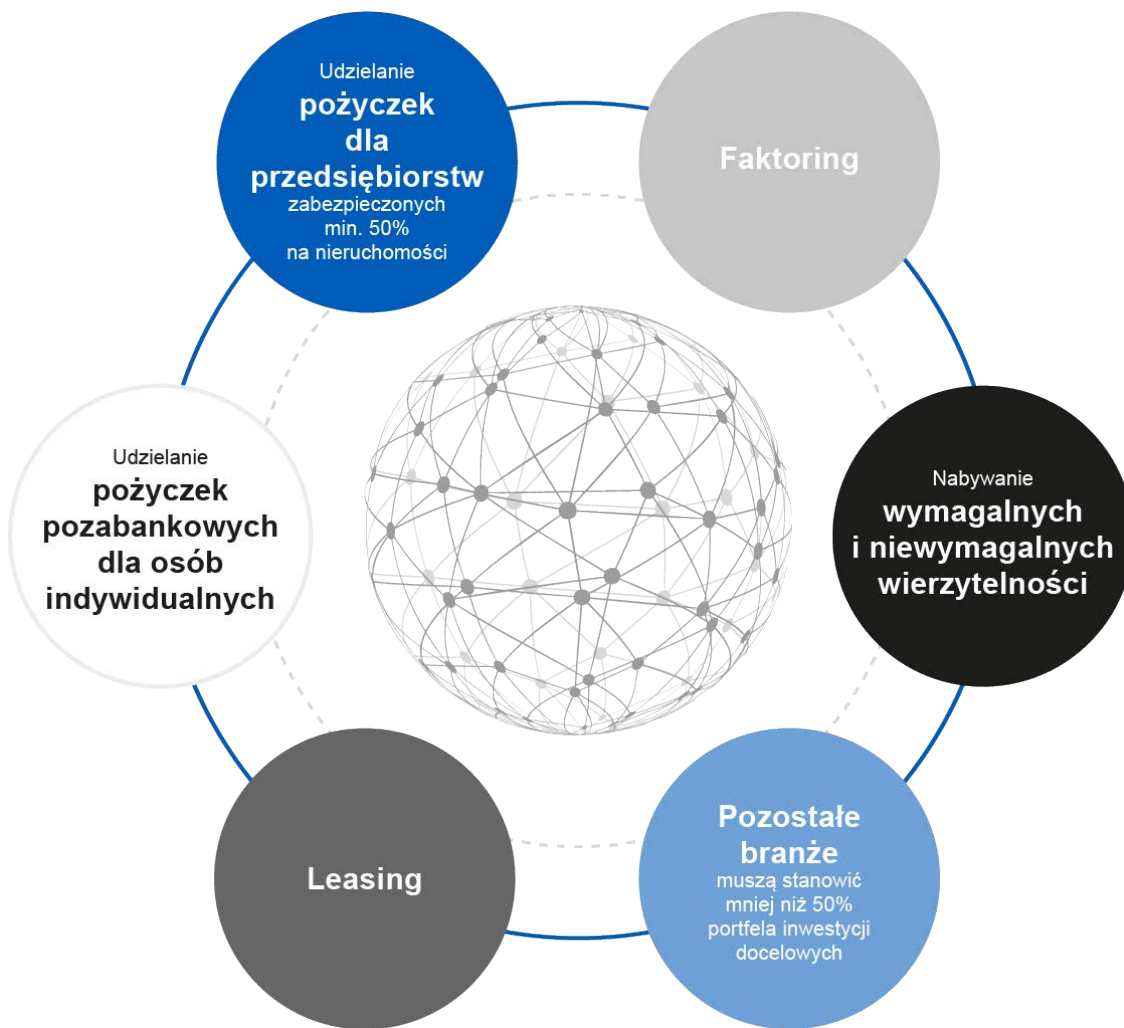 Udzielanie
pożyczek
dla
przedsiębiorstw
zabezpieczonych
min. 50%
na nieruchomości
Faktoring
Udzielanie
pożyczek
pozabankowych
dla osób
indywidualnych
Nabywanie
wymagalnych
i niewymagalnych
wierzytelności
Leasing
Pozostałe
branże
muszą stanowić
mniej niż 50%
portfela inwestycji
docelowych